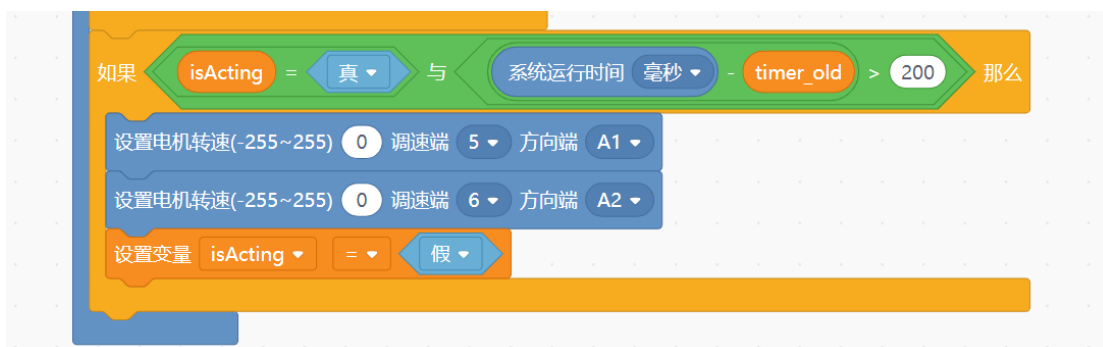 如果 isActing = 真 与 系统运行时间 毫秒 - timer_old > 200 那么
设置电机转速(-255~255) 0 调速端 5 方向端 A1
设置电机转速(-255~255) 0 调速端 6 方向端 A2
设置变量 isActing = 假